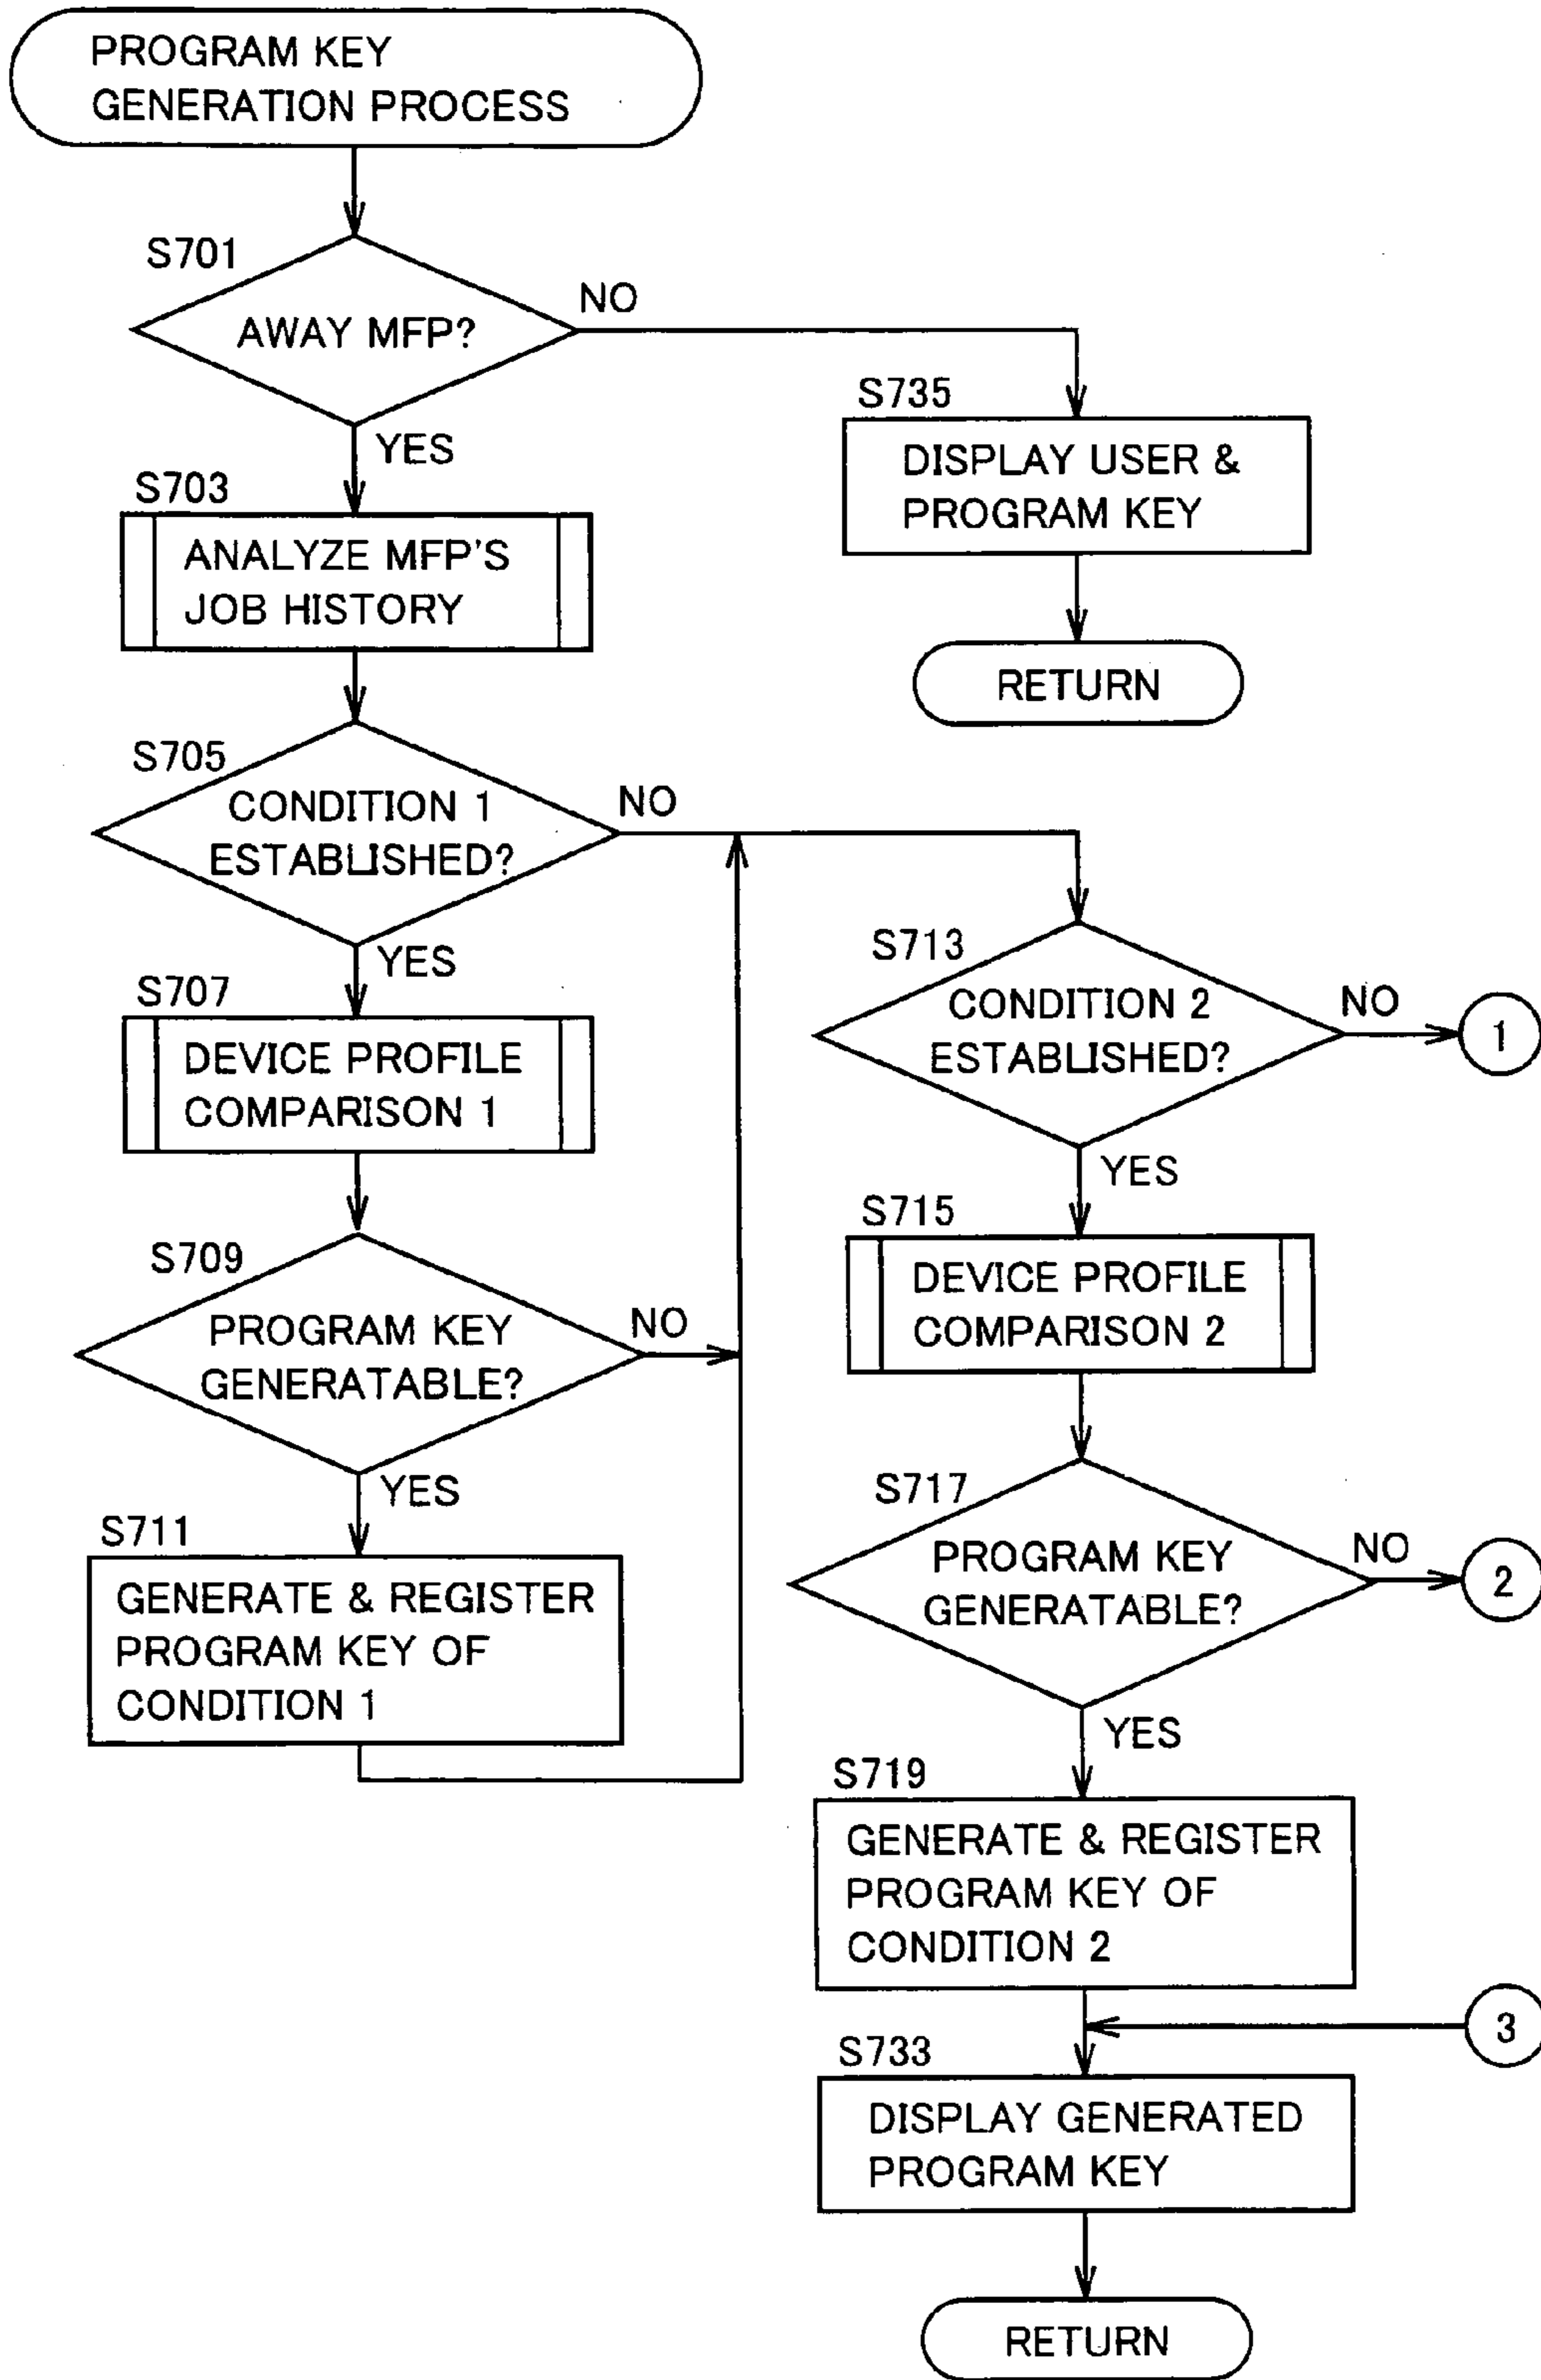 PROGRAM KEY
GENERATION PROCESS
S701
AWAY MFP?
NO
YES
S735
DISPLAY USER &
PROGRAM KEY
RETURN
S703
ANALYZE MFP'S
JOB HISTORY
S705
CONDITION 1
ESTABLISHED?
NO
YES
S707
DEVICE PROFILE
COMPARISON 1
S709
PROGRAM KEY
GENERATABLE?
NO
YES
S711
GENERATE & REGISTER
PROGRAM KEY OF
CONDITION 1
S713
CONDITION 2
ESTABLISHED?
NO
1
YES
S715
DEVICE PROFILE
COMPARISON 2
S717
PROGRAM KEY
GENERATABLE?
NO
2
YES
S719
GENERATE & REGISTER
PROGRAM KEY OF
CONDITION 2
3
S733
DISPLAY GENERATED
PROGRAM KEY
RETURN